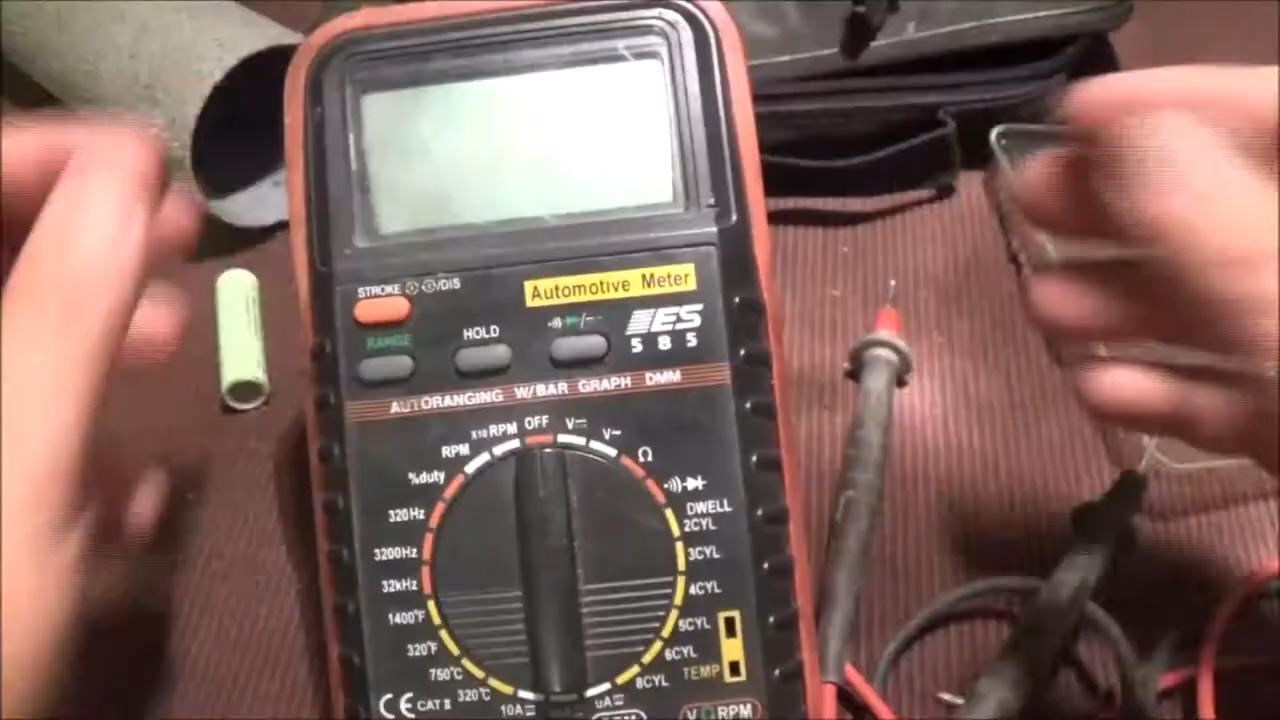 STROKE /DIS
Automotive Meter
RANGE
HOLD
ES
5 8 5
AUTORANGING W/BAR GRAPH DMM
OFF
V
V~
Ω
DWELL
2CYL
3CYL
4CYL
5CYL
6CYL
8CYL
TEMP
x10RPM
RPM
%duty
320Hz
3200Hz
32kHz
1400°F
320°F
750°C
320°C
10A
uA
CE CAT II
V Ω RPM